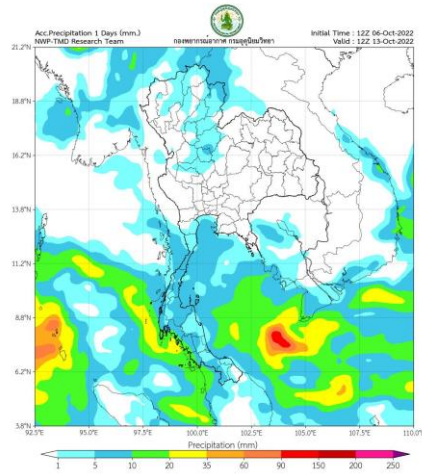 Acc.Precipitation 1 Days (mm.)
NWP-TMD Research Team
กองพยากรณ์อากาศ กรมอุตุนิยมวิทยา
Initial Time : 12Z 06-Oct-2022
Valid : 12Z 13-Oct-2022
21.2°N
18.8°N
16.2°N
13.8°N
11.2°N
8.8°N
6.2°N
3.8°N
92.5°E 95.0°E 97.5°E 100.0°E 102.5°E 105.0°E 107.5°E 110.0°E
Precipitation (mm)
1 5 10 20 35 60 90 150 200 250